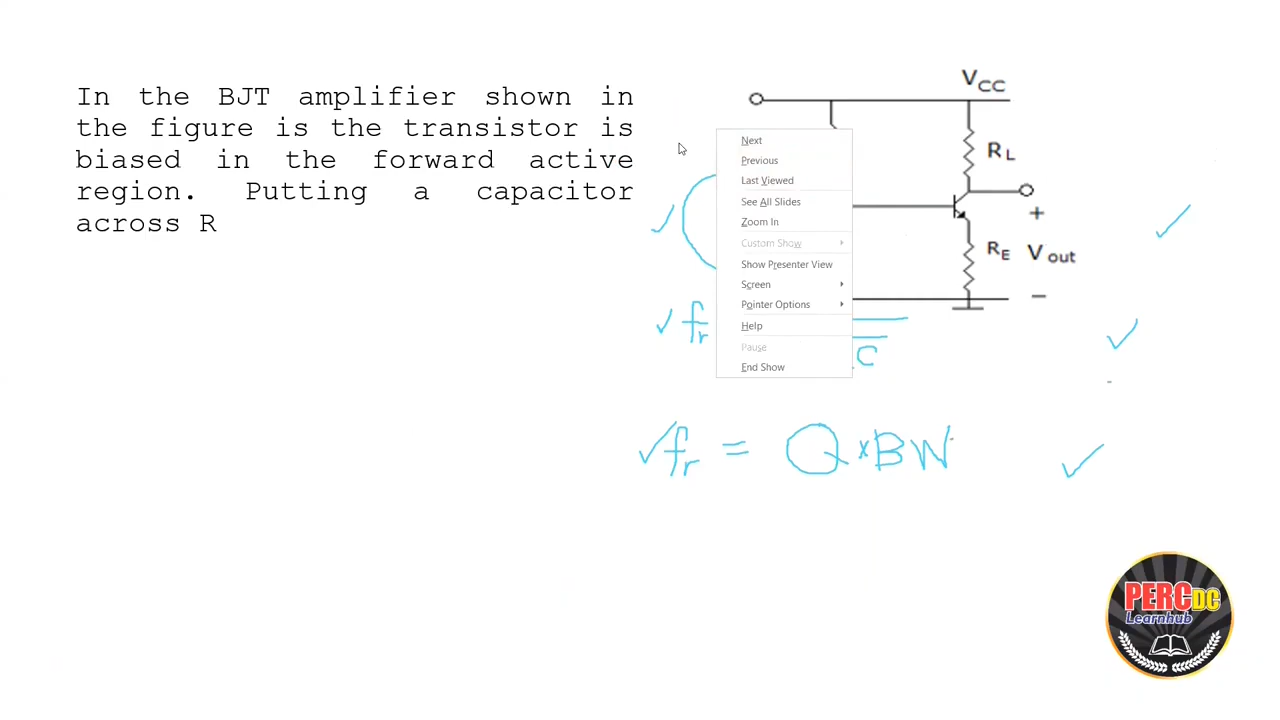 In the BJT amplifier shown in
the figure is the transistor is
biased in the forward active
region. Putting a capacitor
across R
VCC
RL
+
RE Vout
−
Next
Previous
Last Viewed
See All Slides
Zoom In
Custom Show
Show Presenter View
Screen
Pointer Options
Help
Pause
End Show
✓ fr
C
✓ fr = Q × BW
PERCDC
Learnhub